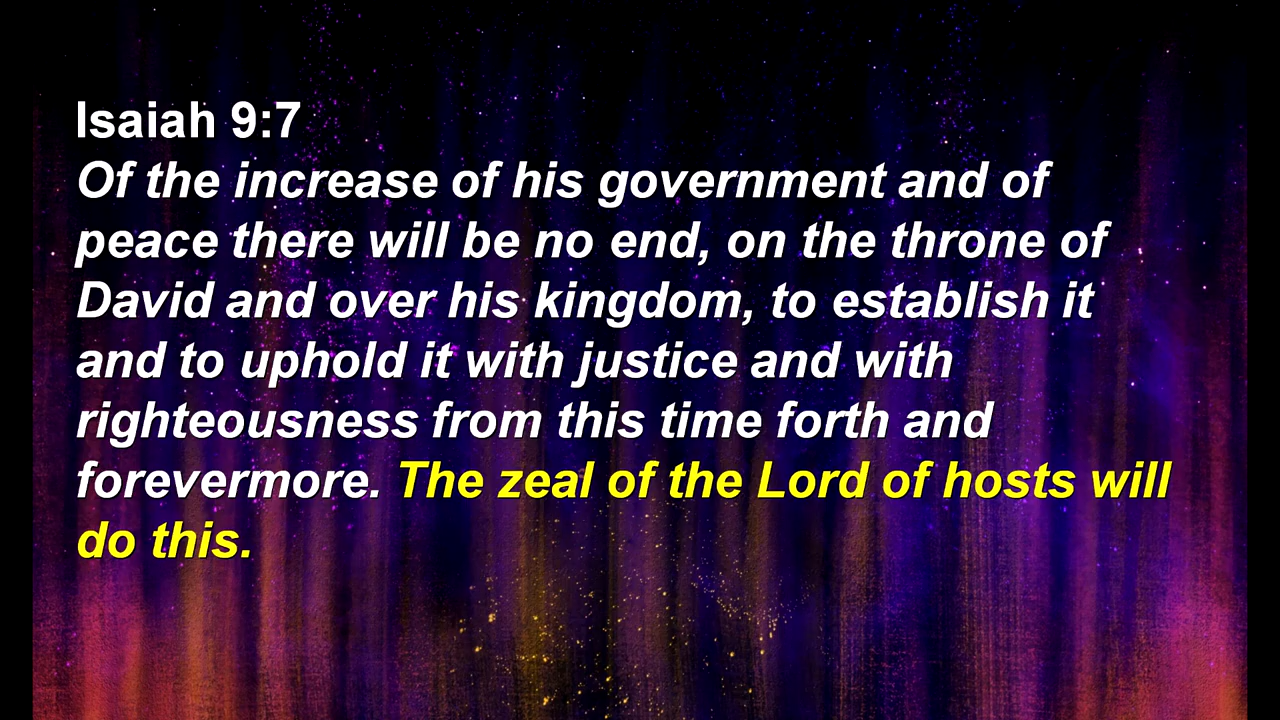 Isaiah 9:7
Of the increase of his government and of
peace there will be no end, on the throne of
David and over his kingdom, to establish it
and to uphold it with justice and with
righteousness from this time forth and
forevermore. The zeal of the Lord of hosts will
do this.